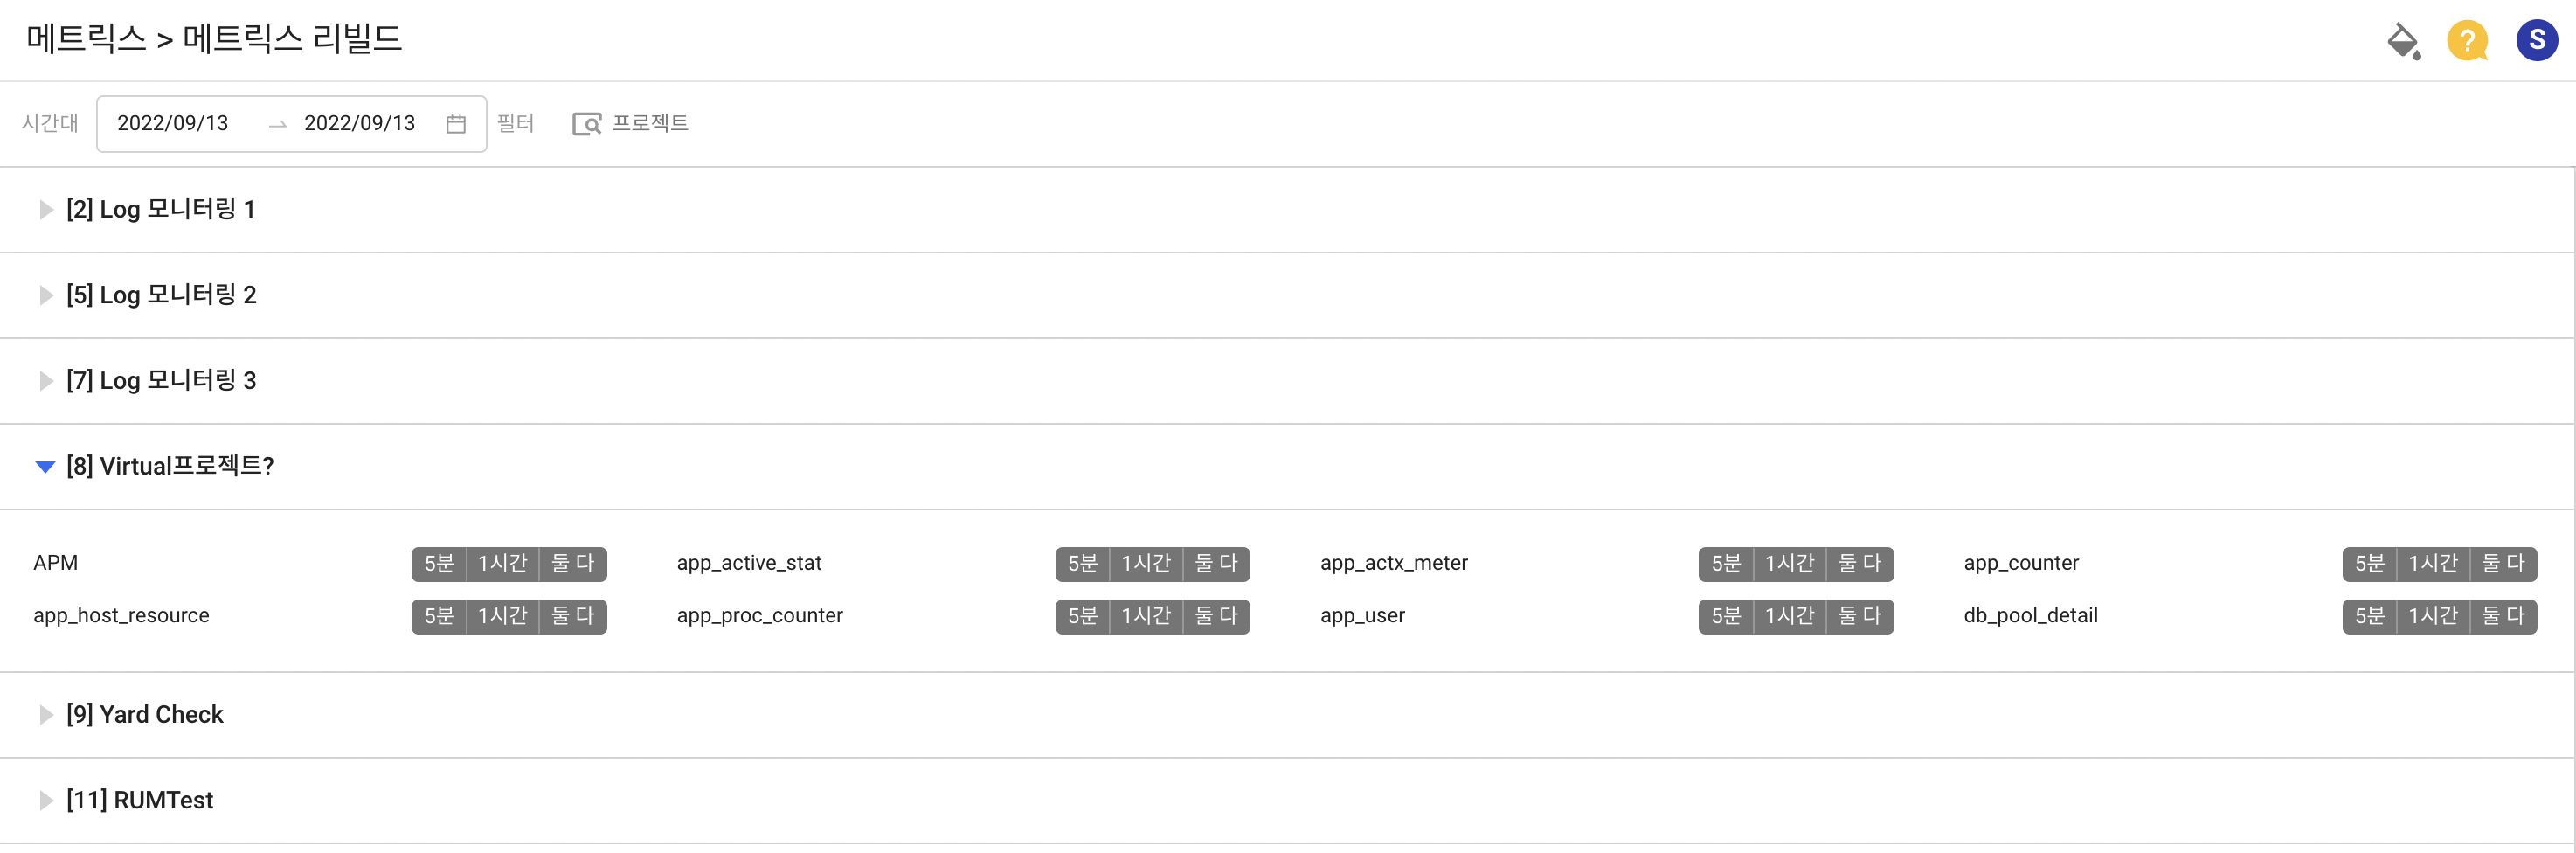 메트릭스 > 메트릭스 리빌드
? S
시간대 2022/09/13 → 2022/09/13 필터 프로젝트
[2] Log 모니터링 1
[5] Log 모니터링 2
[7] Log 모니터링 3
[8] Virtual프로젝트?
APM 5분 1시간 둘 다 app_active_stat 5분 1시간 둘 다 app_actx_meter 5분 1시간 둘 다 app_counter 5분 1시간 둘 다
app_host_resource 5분 1시간 둘 다 app_proc_counter 5분 1시간 둘 다 app_user 5분 1시간 둘 다 db_pool_detail 5분 1시간 둘 다
[9] Yard Check
[11] RUMTest